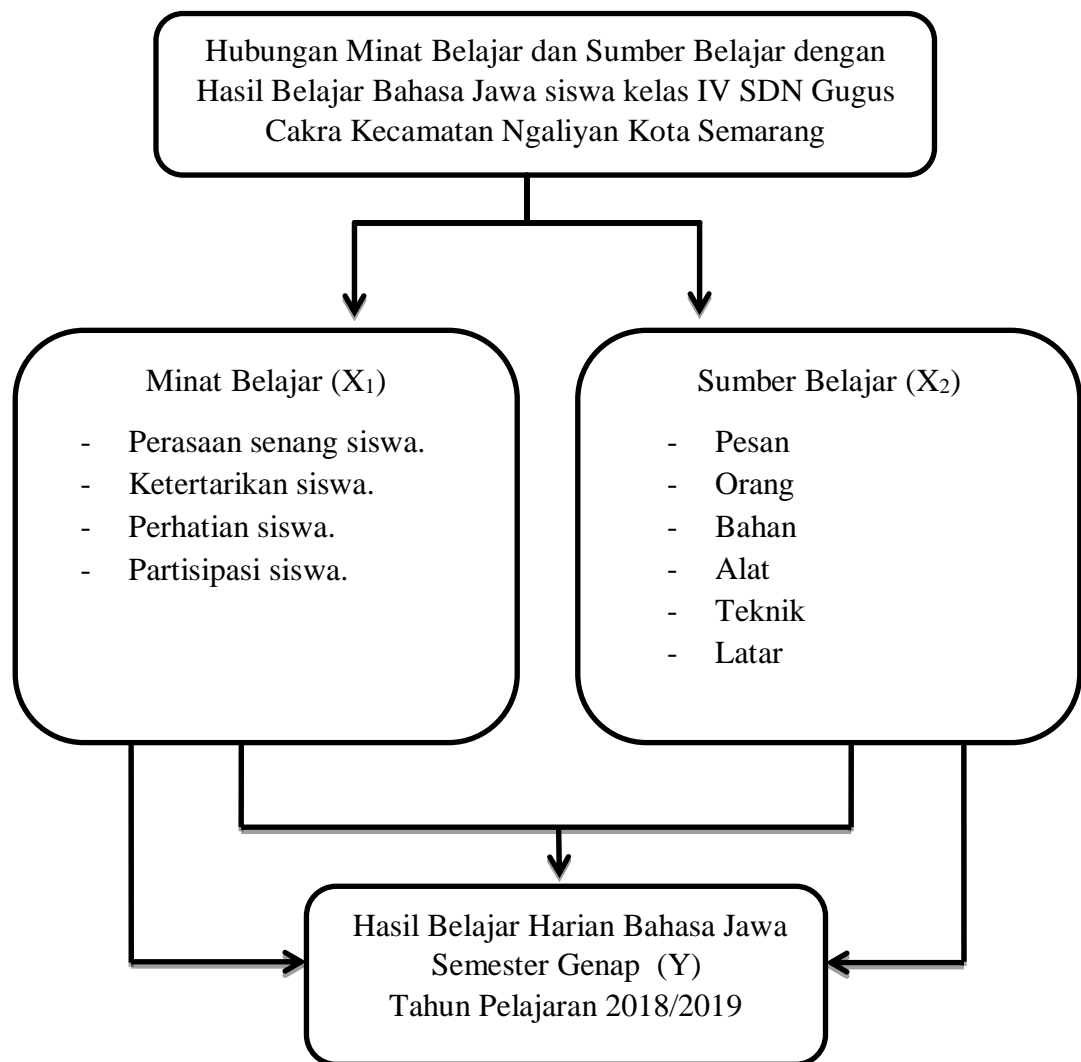 Hubungan Minat Belajar dan Sumber Belajar dengan
Hasil Belajar Bahasa Jawa siswa kelas IV SDN Gugus
Cakra Kecamatan Ngaliyan Kota Semarang
Minat Belajar (X₁)
- Perasaan senang siswa.
- Ketertarikan siswa.
- Perhatian siswa.
- Partisipasi siswa.
Sumber Belajar (X₂)
- Pesan
- Orang
- Bahan
- Alat
- Teknik
- Latar
Hasil Belajar Harian Bahasa Jawa
Semester Genap (Y)
Tahun Pelajaran 2018/2019